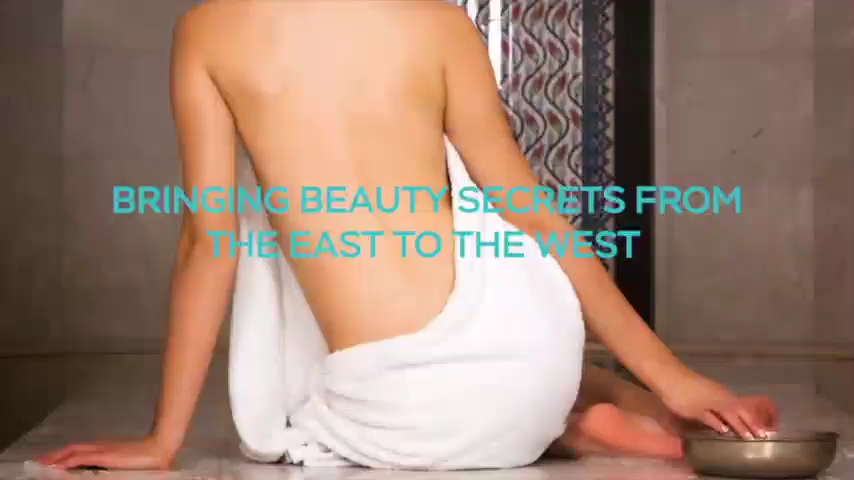 BRINGING BEAUTY SECRETS FROM
THE EAST TO THE WEST